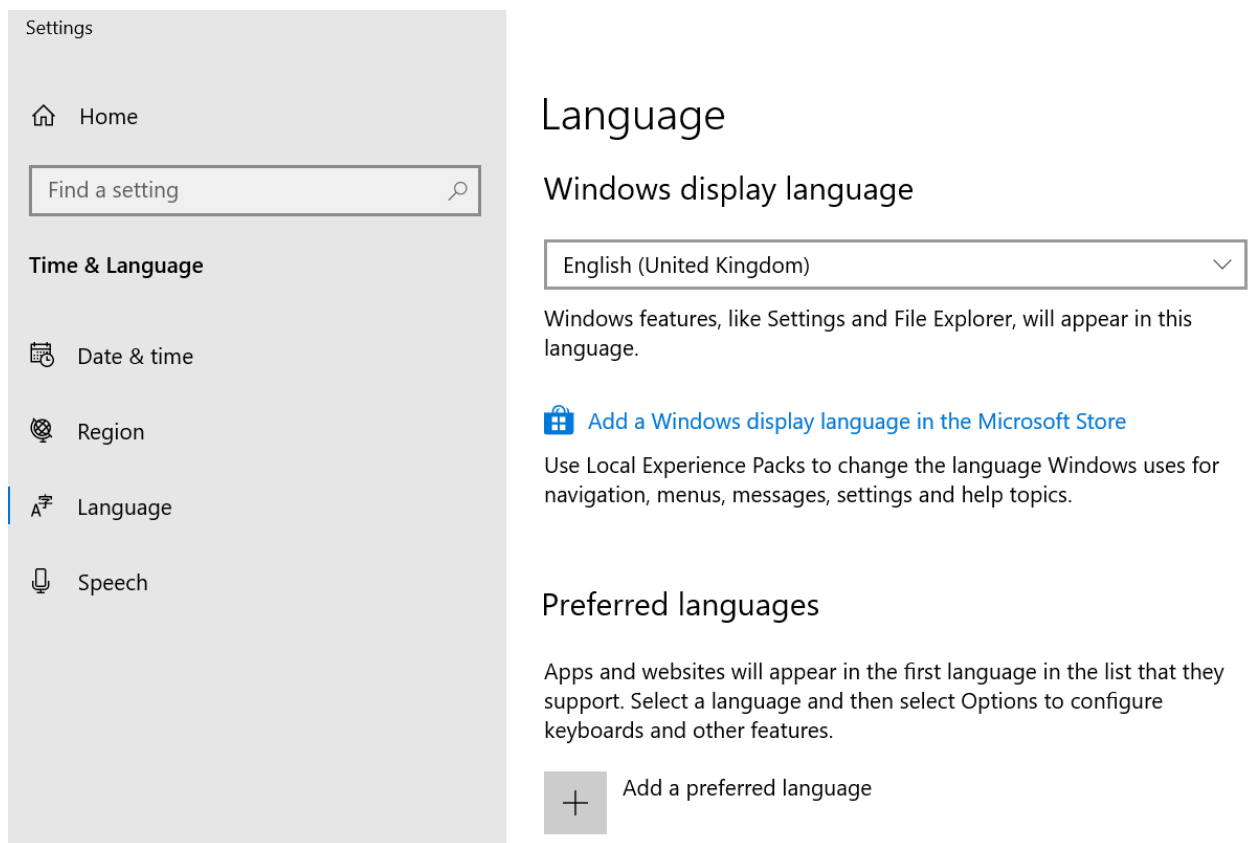 Settings
Home
Find a setting
Time & Language
Date & time
Region
Language
Speech
Language
Windows display language
English (United Kingdom)
Windows features, like Settings and File Explorer, will appear in this
language.
Add a Windows display language in the Microsoft Store
Use Local Experience Packs to change the language Windows uses for
navigation, menus, messages, settings and help topics.
Preferred languages
Apps and websites will appear in the first language in the list that they
support. Select a language and then select Options to configure
keyboards and other features.
Add a preferred language